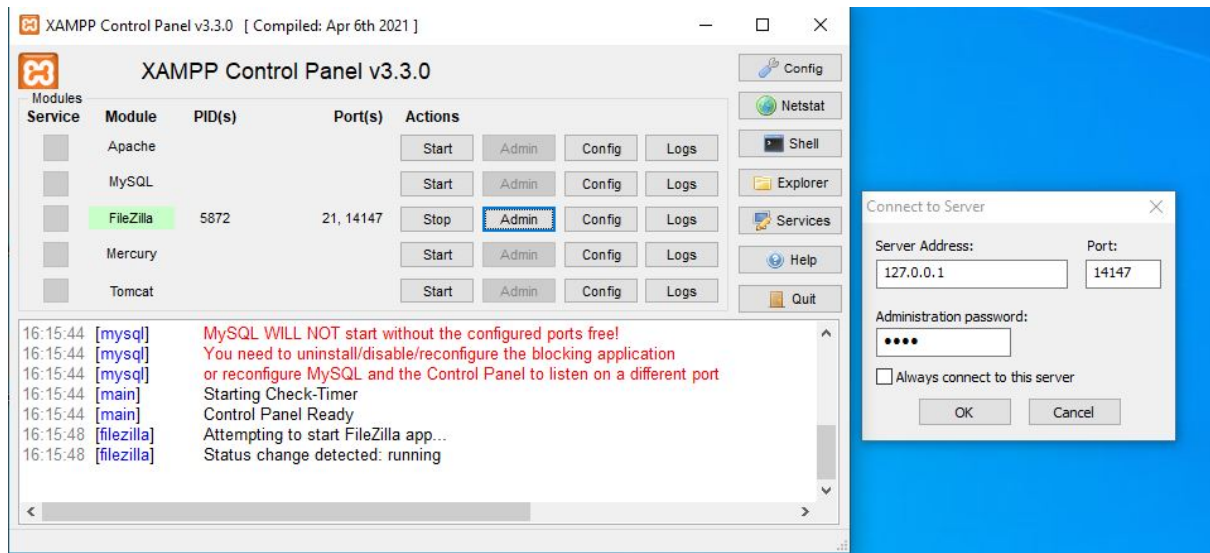 XAMPP Control Panel v3.3.0 [ Compiled: Apr 6th 2021 ]
XAMPP Control Panel v3.3.0
Config
Modules
Service Module PID(s) Port(s) Actions
Netstat
Apache Start Admin Config Logs
Shell
MySQL Start Admin Config Logs
Explorer
FileZilla 5872 21, 14147 Stop Admin Config Logs
Services
Mercury Start Admin Config Logs
Help
Tomcat Start Admin Config Logs
Quit
16:15:44 [mysql] MySQL WILL NOT start without the configured ports free!
16:15:44 [mysql] You need to uninstall/disable/reconfigure the blocking application
16:15:44 [mysql] or reconfigure MySQL and the Control Panel to listen on a different port
16:15:44 [main] Starting Check-Timer
16:15:44 [main] Control Panel Ready
16:15:48 [filezilla] Attempting to start FileZilla app...
16:15:48 [filezilla] Status change detected: running
Connect to Server
Server Address: Port:
127.0.0.1 14147
Administration password:
••••
Always connect to this server
OK Cancel